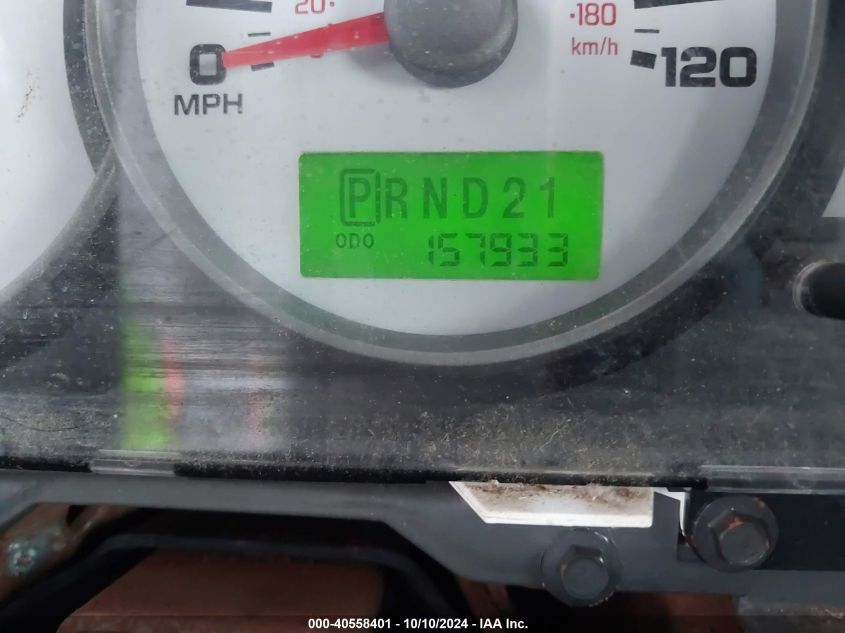 20
·180
km/h
0
120
MPH
PRND21
ODO 157933
000-40558401 - 10/10/2024 - IAA Inc.